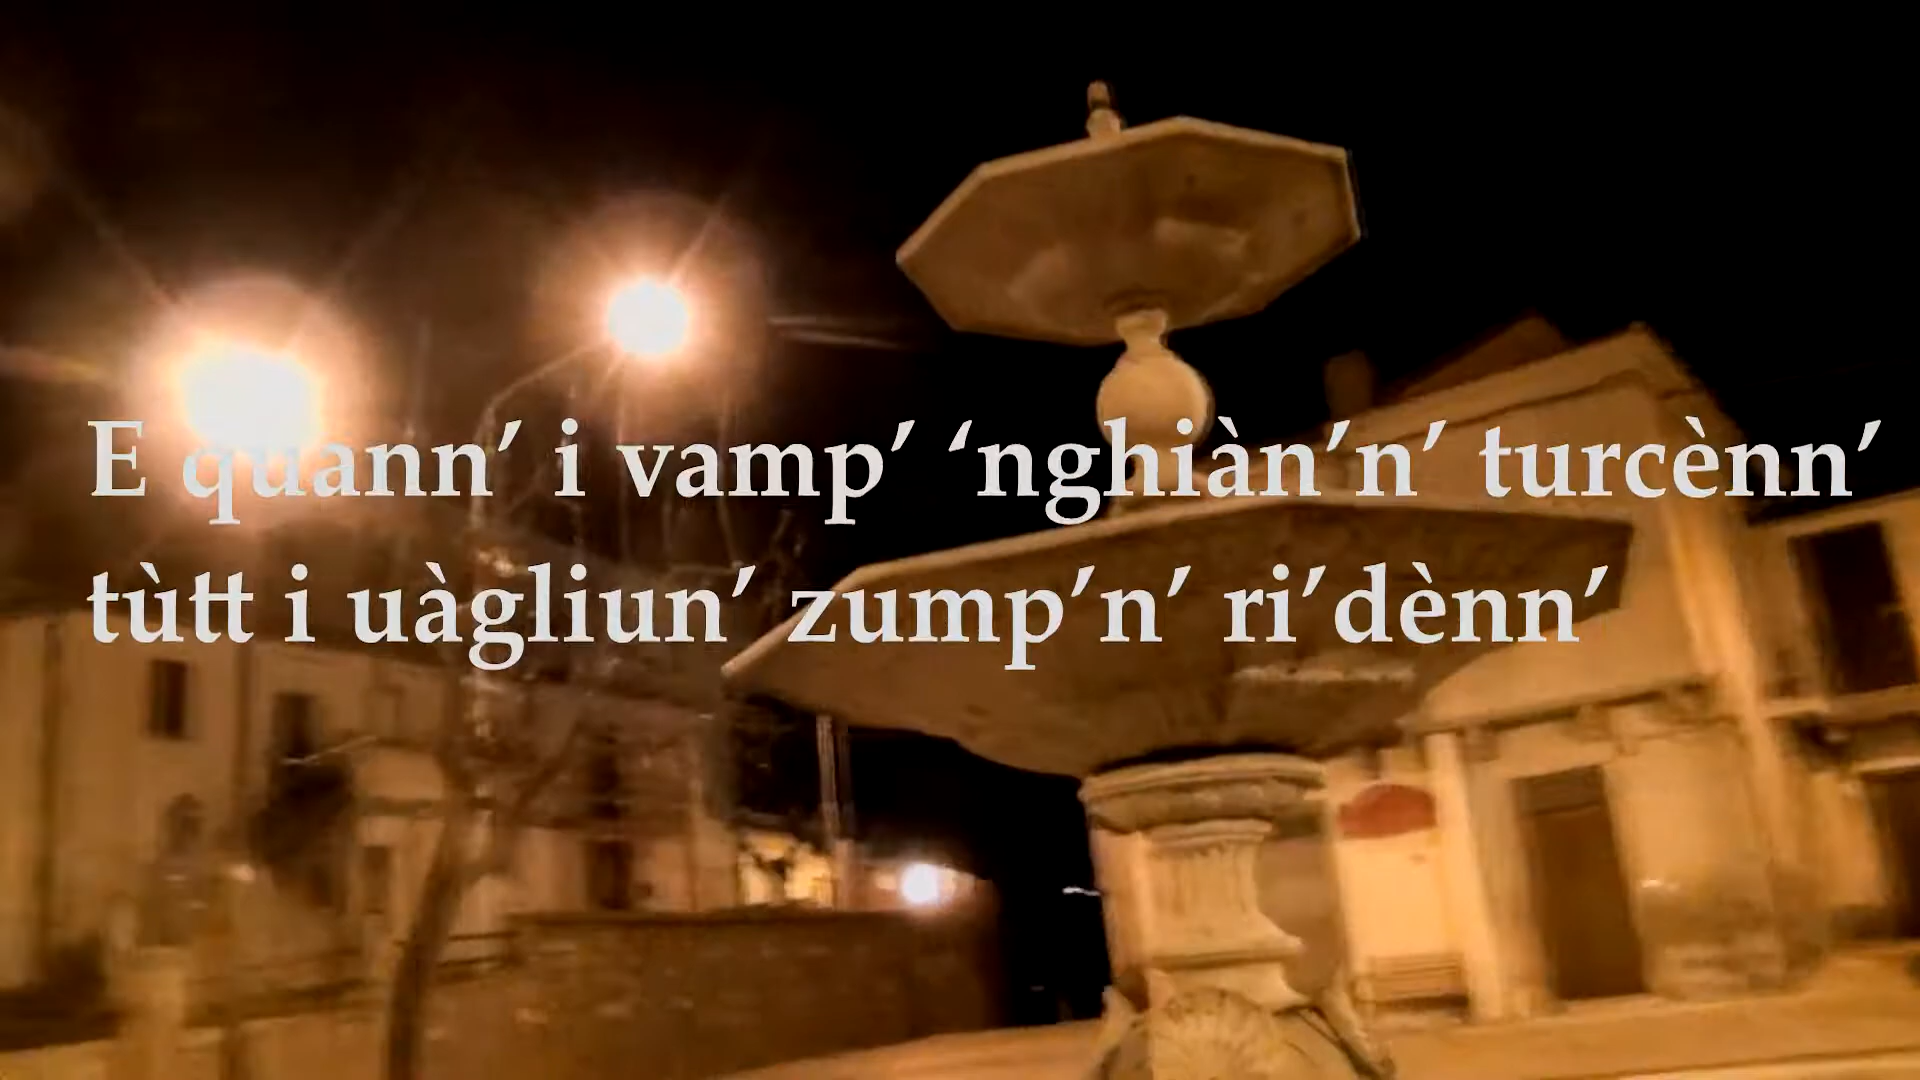 E quann’ i vamp’ ‘nghiàn’n’ turcènn’
tùtt i uàgliun’ zump’n’ ri’dènn’